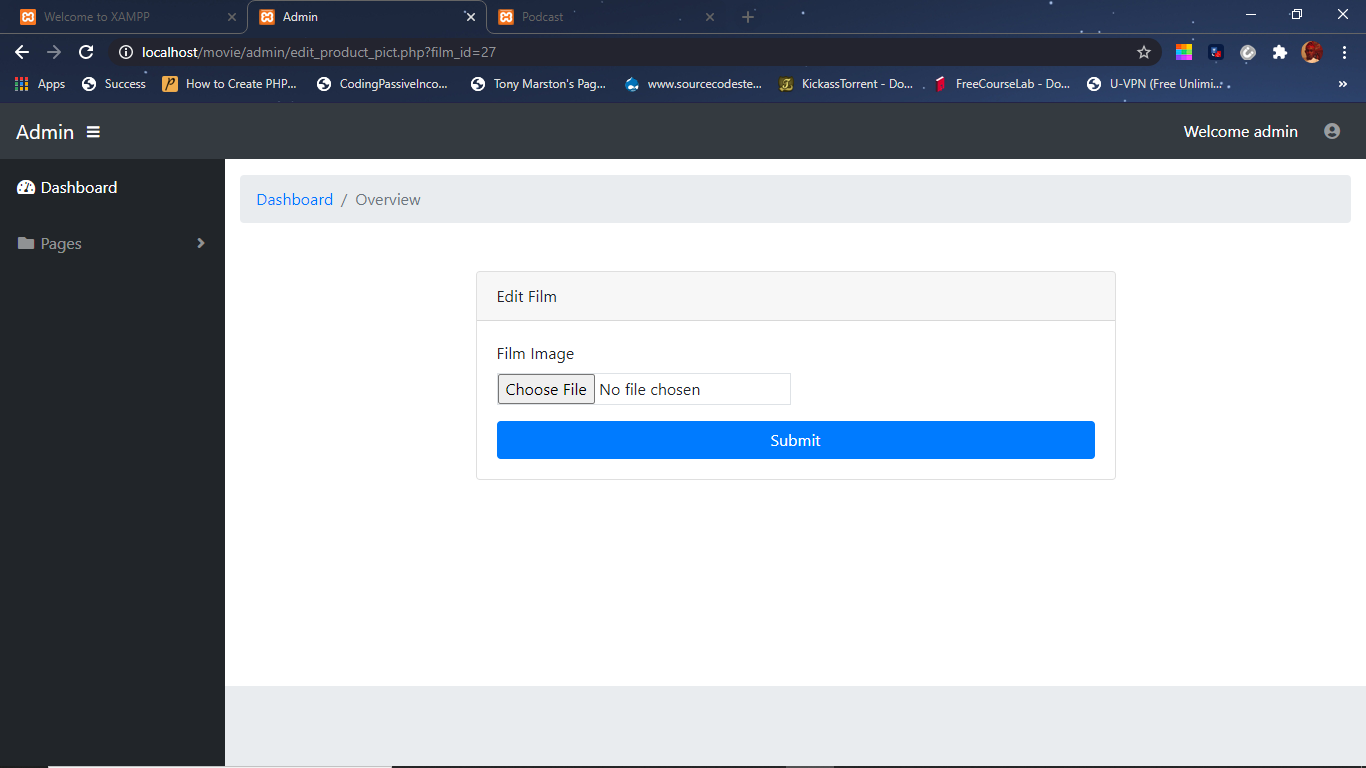 Welcome to XAMPP
Admin
Podcast
localhost/movie/admin/edit_product_pict.php?film_id=27
Apps
Success
How to Create PHP...
CodingPassiveInco...
Tony Marston's Pag...
www.sourcecodeste...
KickassTorrent - Do...
FreeCourseLab - Do...
U-VPN (Free Unlimi...
»
Admin
Welcome admin
Dashboard
Pages
Dashboard / Overview
Edit Film
Film Image
Choose File No file chosen
Submit